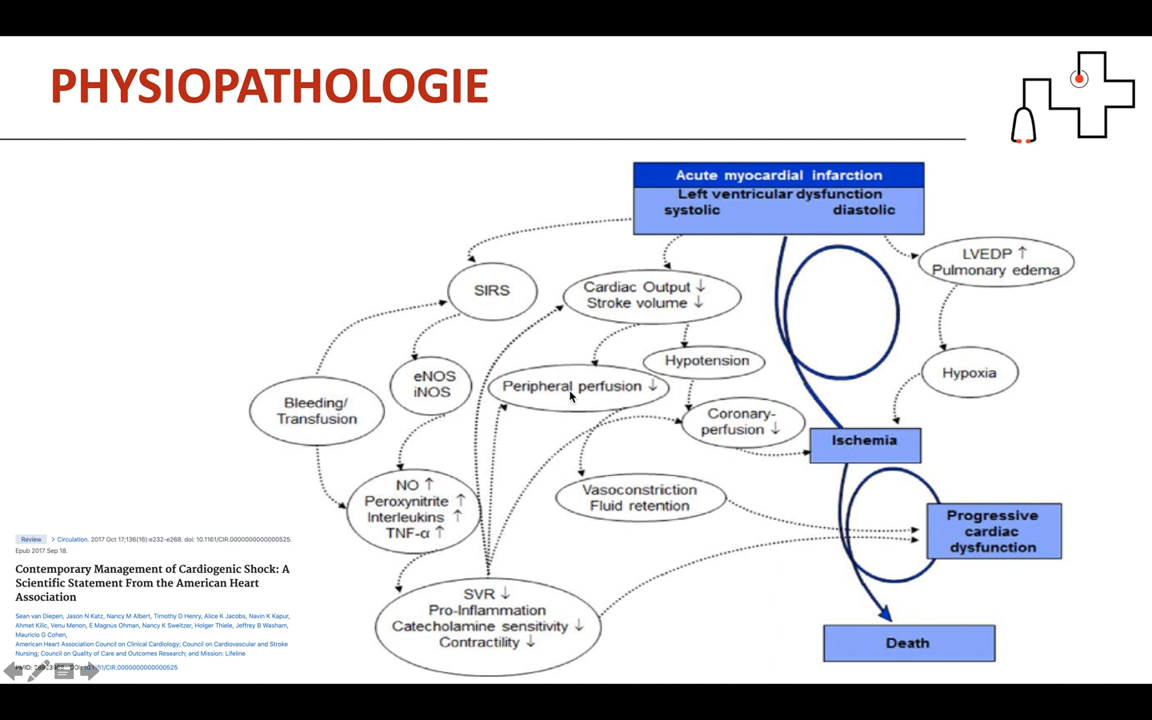 PHYSIOPATHOLOGIE
Acute myocardial infarction
Left ventricular dysfunction
systolic diastolic
LVEDP ↑
Pulmonary edema
SIRS
Cardiac Output ↓
Stroke volume ↓
Hypotension
Hypoxia
eNOS
iNOS
Peripheral perfusion ↓
Bleeding/
Transfusion
Coronary-
perfusion ↓
Ischemia
NO ↑
Peroxynitrite ↑
Interleukins ↑
TNF-α ↑
Vasoconstriction
Fluid retention
Progressive
cardiac
dysfunction
SVR ↓
Pro-Inflammation
Catecholamine sensitivity ↓
Contractility ↓
Death
Review > Circulation. 2017 Oct 17;136(16):e232-e268. doi: 10.1161/CIR.0000000000000525.
Epub 2017 Sep 18.
Contemporary Management of Cardiogenic Shock: A
Scientific Statement From the American Heart
Association
Sean van Diepen, Jason N Katz, Nancy M Albert, Timothy D Henry, Alice K Jacobs, Navin K Kapur,
Ahmet Kilic, Venu Menon, E Magnus Ohman, Nancy K Sweitzer, Holger Thiele, Jeffrey B Washam,
Mauricio G Cohen,
American Heart Association Council on Clinical Cardiology; Council on Cardiovascular and Stroke
Nursing; Council on Quality of Care and Outcomes Research; and Mission: Lifeline
DOI: 10.1161/CIR.0000000000000525